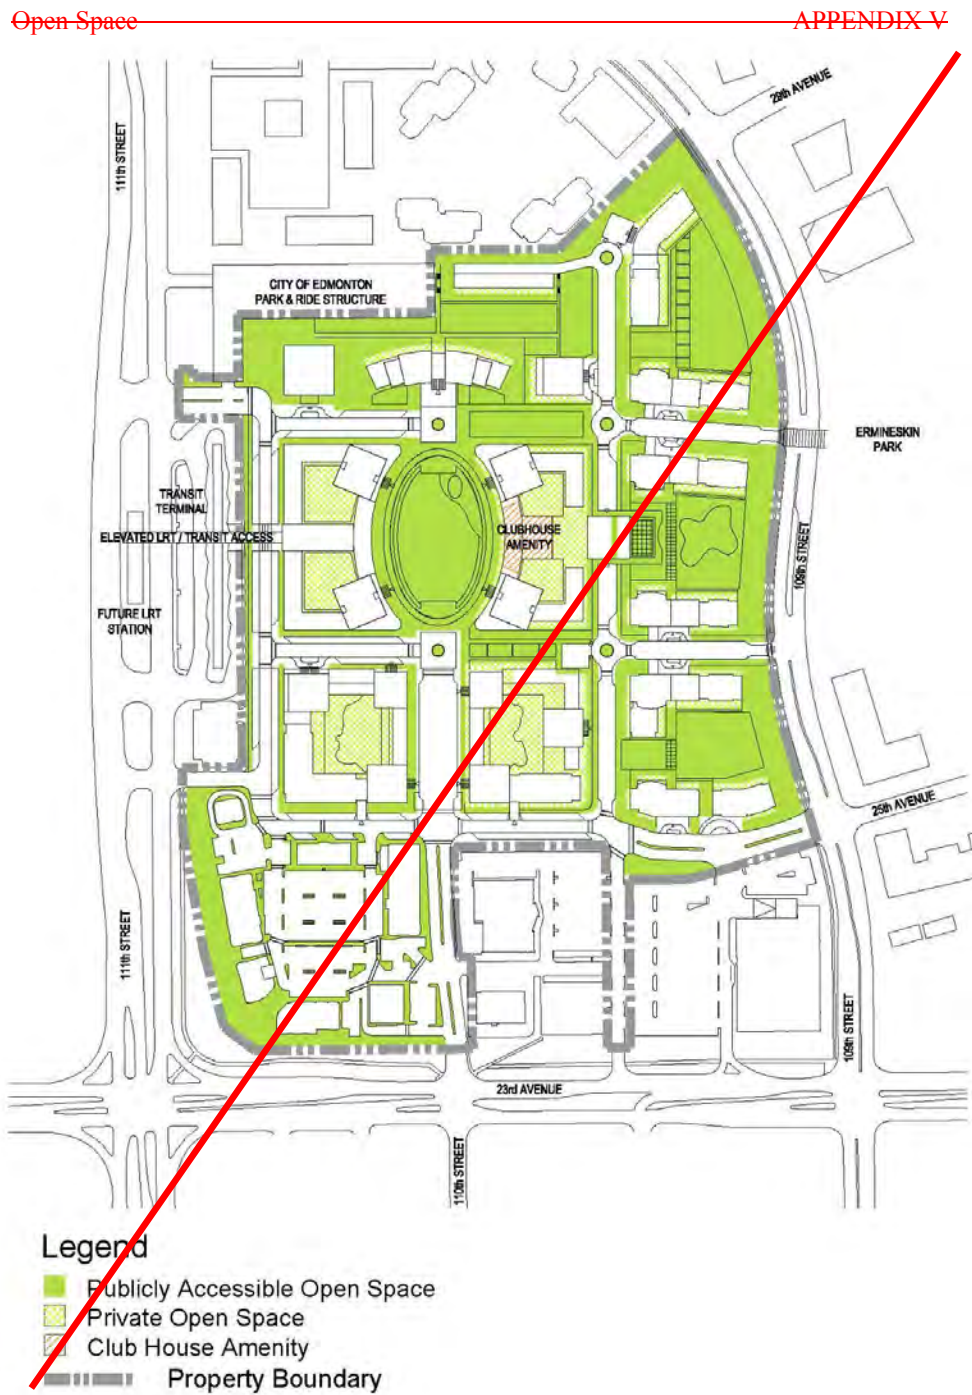 Open Space APPENDIX V
29th AVENUE
111th STREET
CITY OF EDMONTON
PARK & RIDE STRUCTURE
ERMINESKIN
PARK
TRANSIT
TERMINAL
ELEVATED LRT / TRANSIT ACCESS
CLUBHOUSE
AMENITY
109th STREET
FUTURE LRT
STATION
25th AVENUE
111th STREET
109th STREET
23rd AVENUE
110th STREET
Legend
Publicly Accessible Open Space
Private Open Space
Club House Amenity
Property Boundary